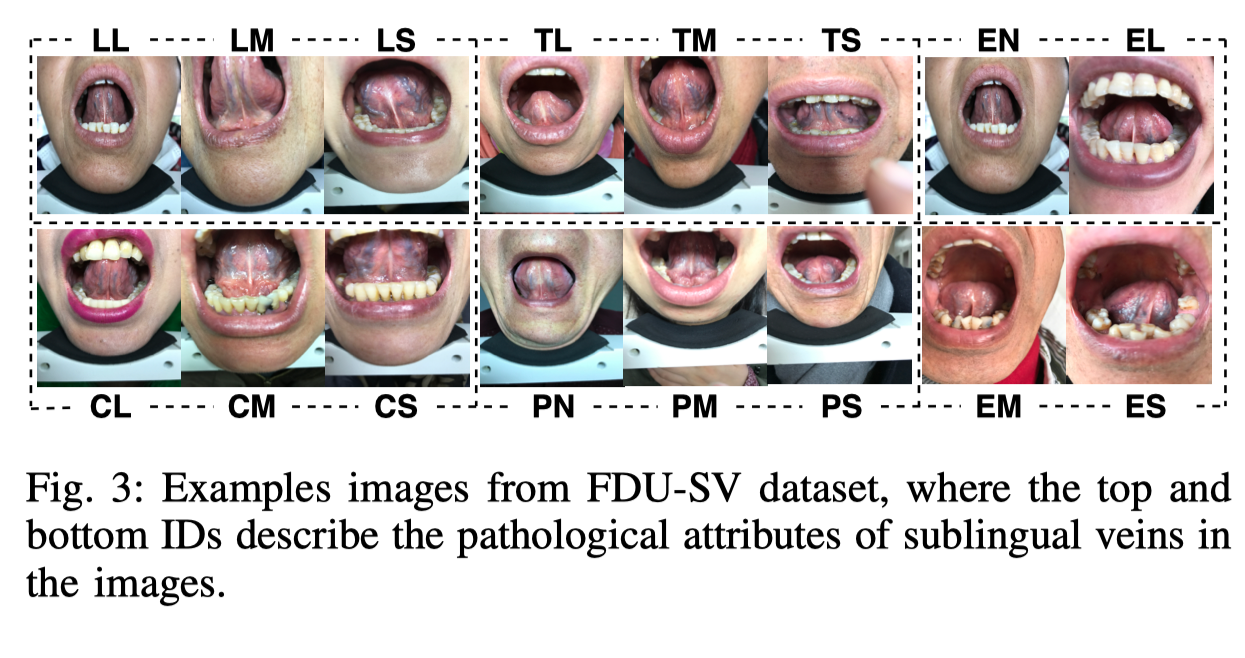 LL LM LS TL TM TS EN EL
CL CM CS PN PM PS EM ES
Fig. 3: Examples images from FDU-SV dataset, where the top and
bottom IDs describe the pathological attributes of sublingual veins in
the images.